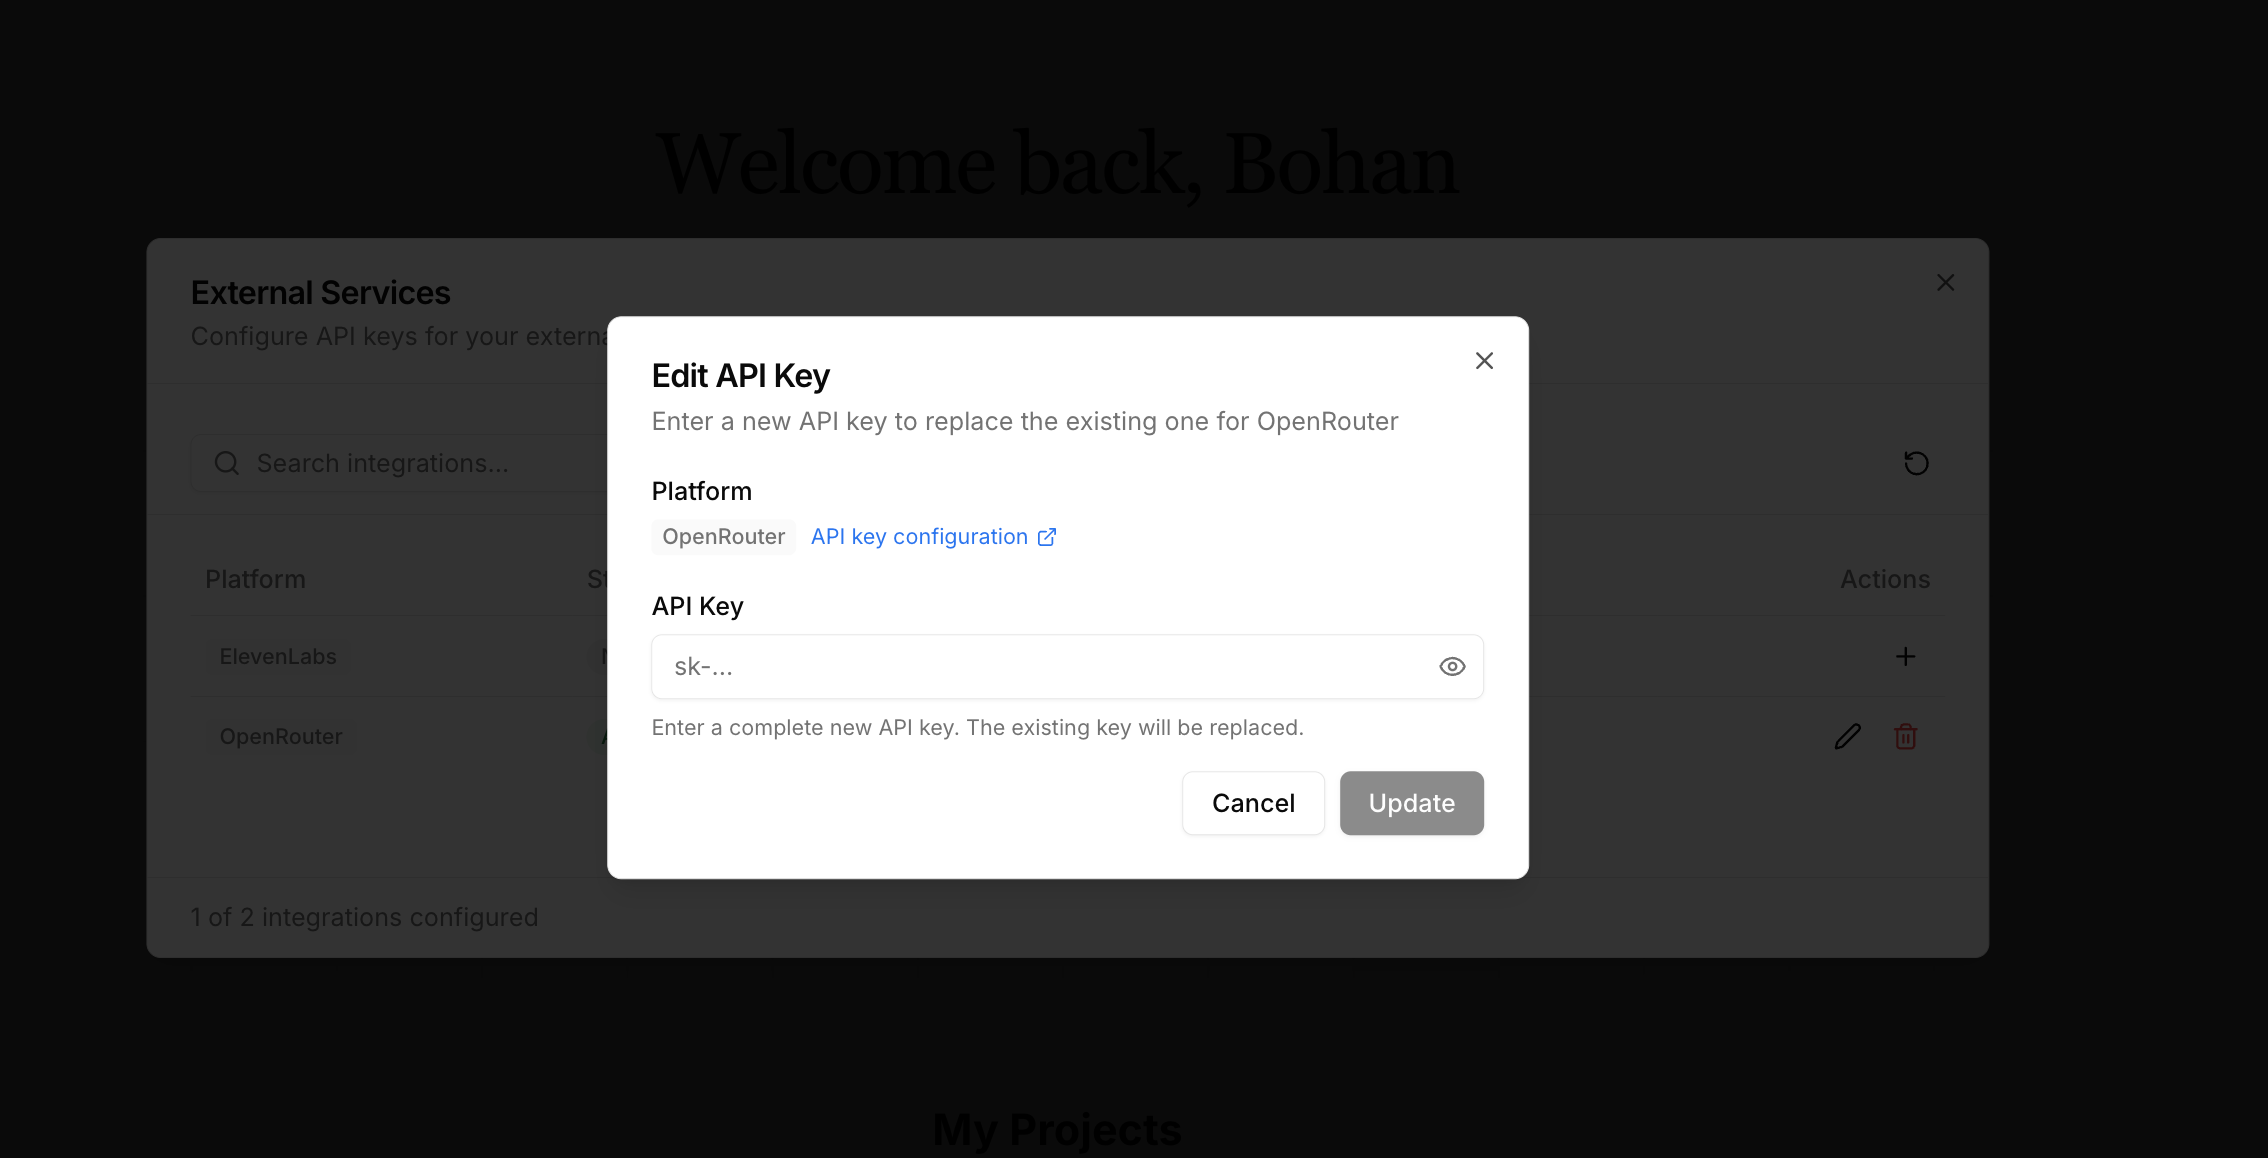 Welcome back, Bohan
External Services
Configure API keys for your externa
Edit API Key
Enter a new API key to replace the existing one for OpenRouter
Search integrations...
Platform
OpenRouter API key configuration
Platform
Actions
API Key
ElevenLabs
sk-...
Enter a complete new API key. The existing key will be replaced.
OpenRouter
Cancel Update
1 of 2 integrations configured
My Projects